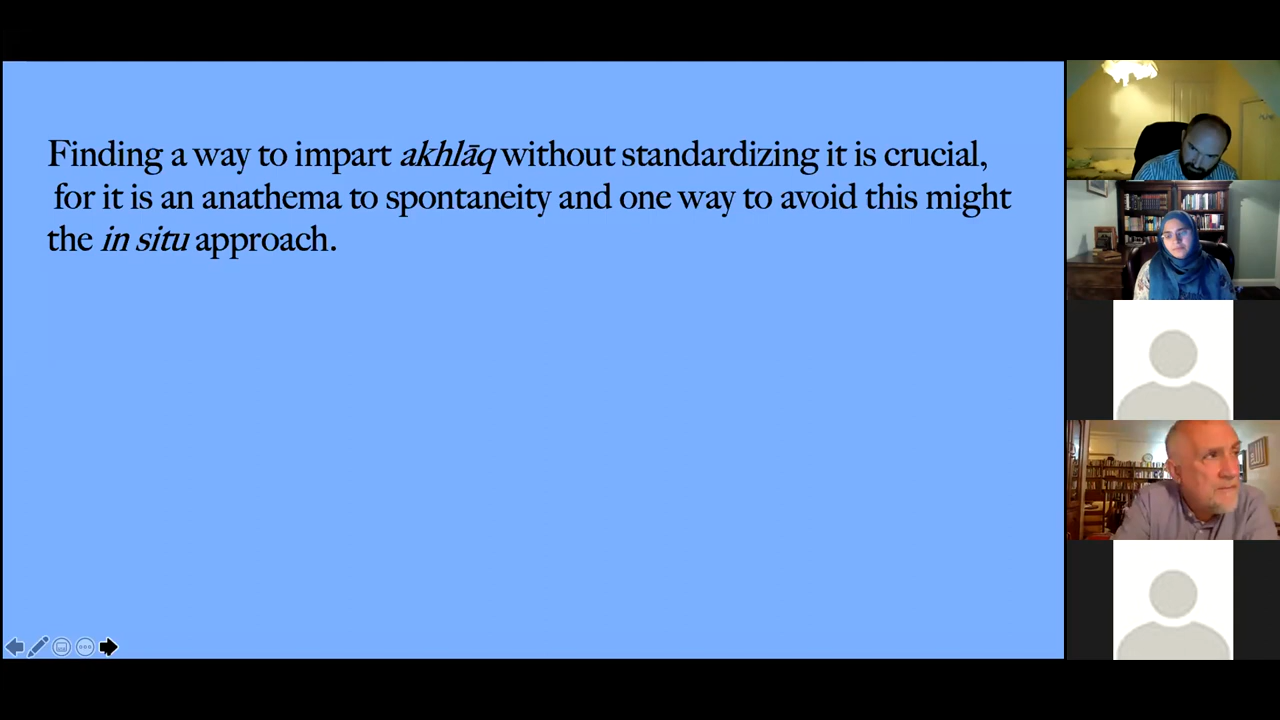 Finding a way to impart akhlāq without standardizing it is crucial,
for it is an anathema to spontaneity and one way to avoid this might
the in situ approach.